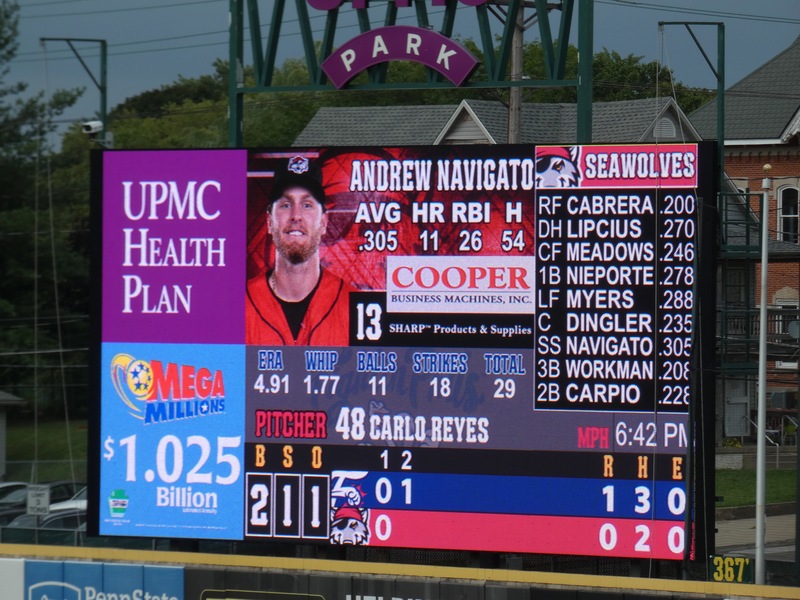 UPMC
PARK
UPMC
HEALTH
PLAN
MEGA
MILLIONS
$1.025
Billion
ANDREW NAVIGATO
AVG HR RBI H
.305 11 26 54
COOPER
BUSINESS MACHINES, INC.
13 SHARP™ Products & Supplies
SEAWOLVES
RF CABRERA .200
DH LIPCIUS .270
CF MEADOWS .246
1B NIEPORTE .278
LF MYERS .288
C DINGLER .235
SS NAVIGATO .305
3B WORKMAN .208
2B CARPIO .228
ERA WHIP BALLS STRIKES TOTAL
4.91 1.77 11 18 29
PITCHER 48 CARLO REYES
MPH 6:42 PM
B S O 1 2 R H E
2 1 1 0 1 1 3 0
0 0 2 0
367'
PennState